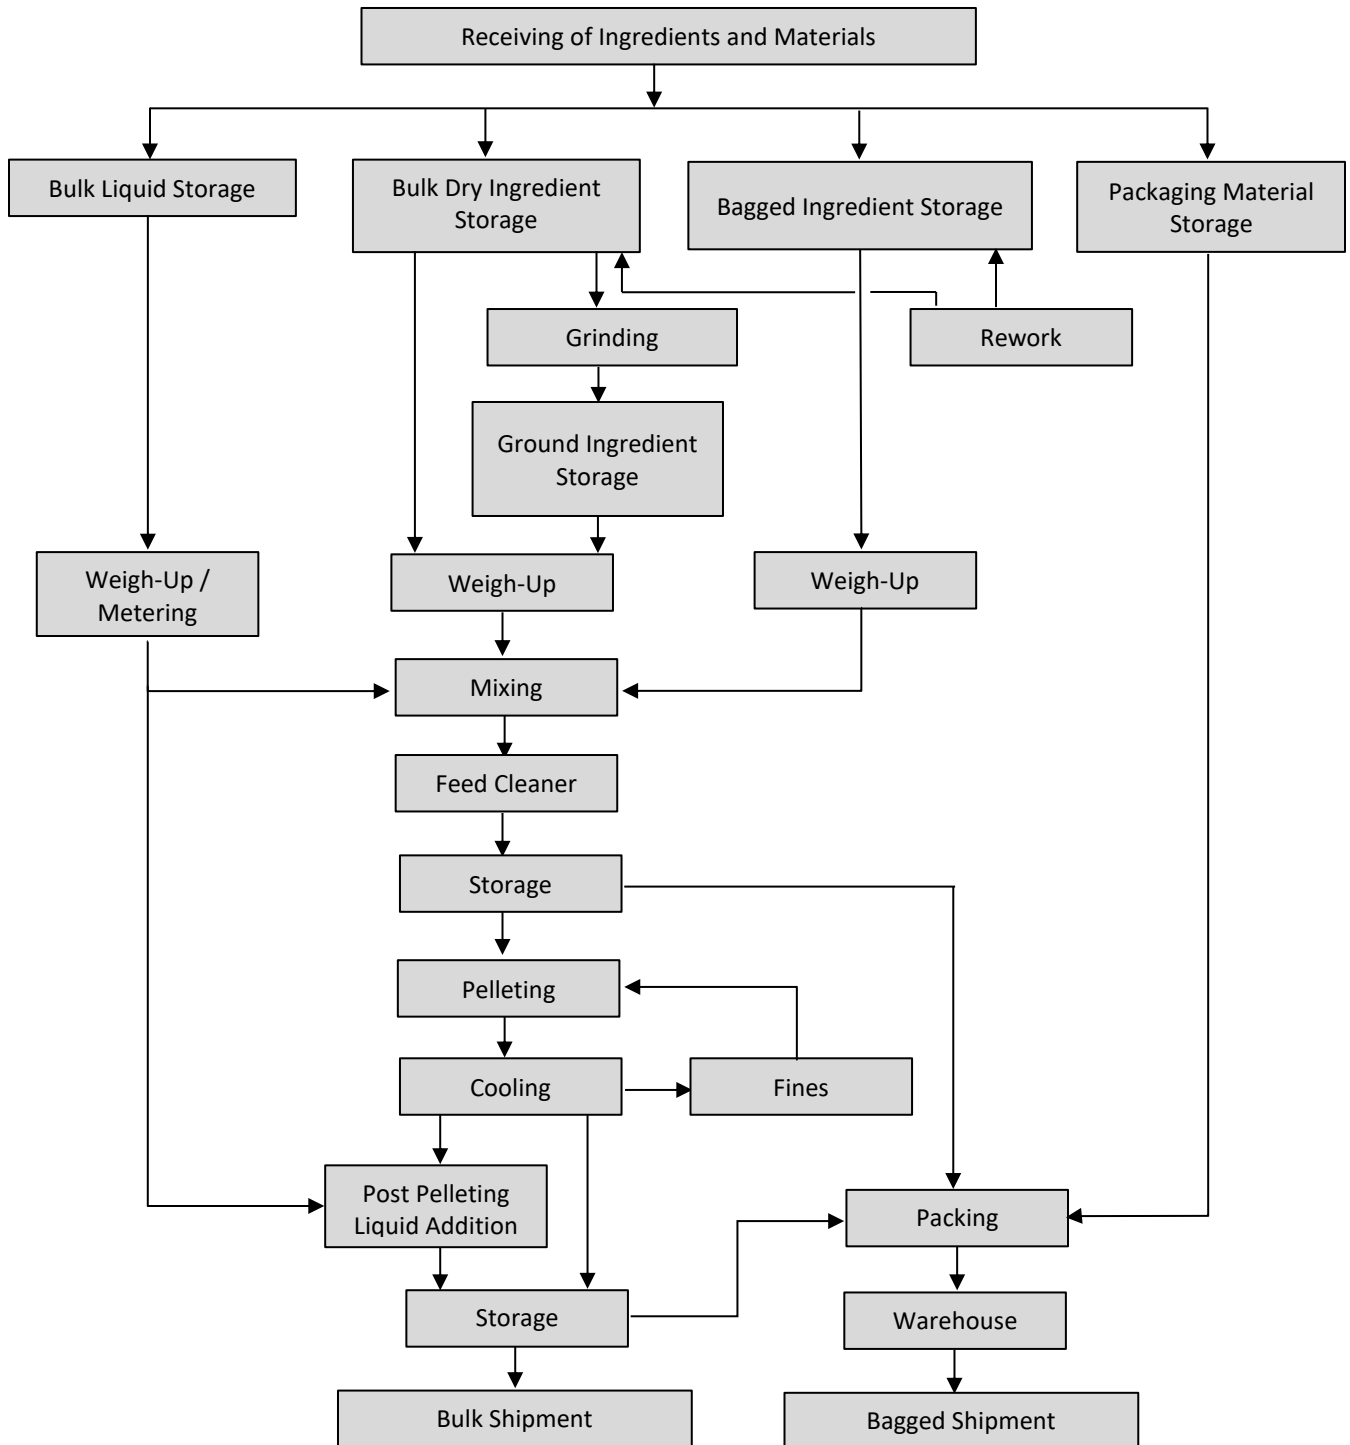 Receiving of Ingredients and Materials
Bulk Liquid Storage
Bulk Dry Ingredient
Storage
Bagged Ingredient Storage
Packaging Material
Storage
Grinding
Rework
Ground Ingredient
Storage
Weigh-Up /
Metering
Weigh-Up
Weigh-Up
Mixing
Feed Cleaner
Storage
Pelleting
Cooling
Fines
Post Pelleting
Liquid Addition
Packing
Storage
Warehouse
Bulk Shipment
Bagged Shipment